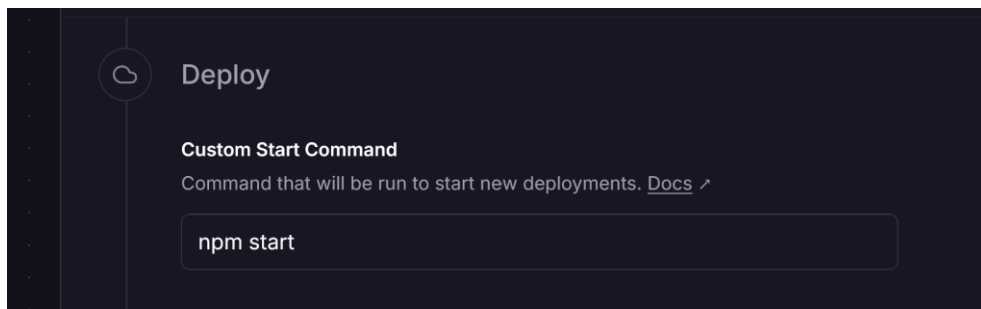 Deploy
Custom Start Command
Command that will be run to start new deployments. Docs ↗
npm start